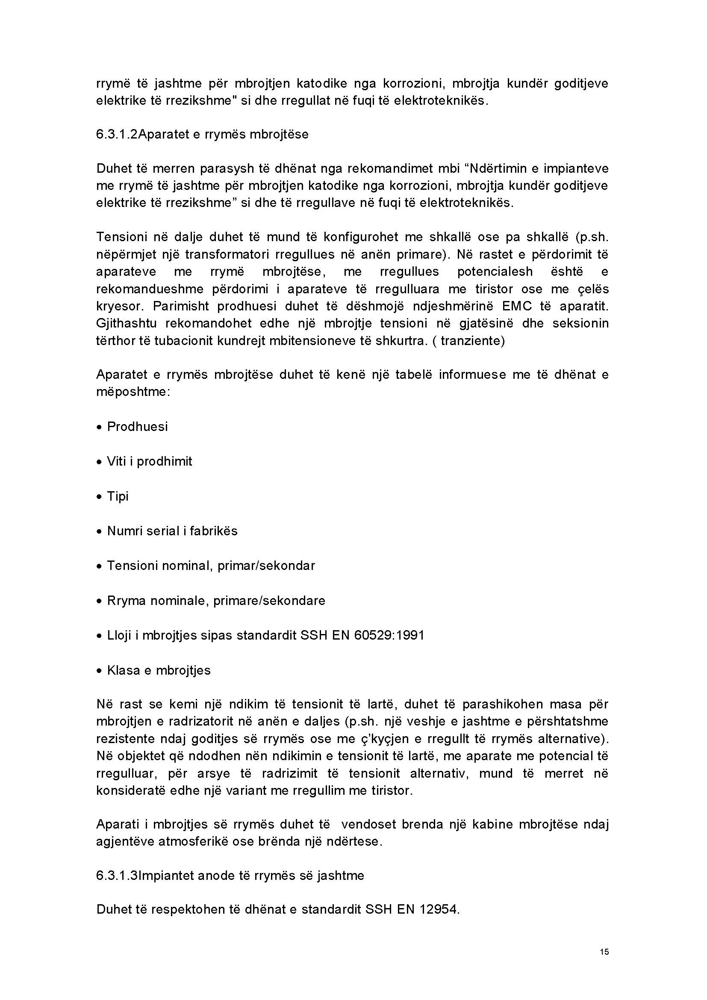 rrymë të jashtme për mbrojtjen katodike nga korrozioni, mbrojtja kundër goditjeve
elektrike të rrezikshme" si dhe rregullat në fuqi të elektroteknikës.
6.3.1.2Aparatet e rrymës mbrojtëse
Duhet të merren parasysh të dhënat nga rekomandimet mbi “Ndërtimin e impianteve
me rrymë të jashtme për mbrojtjen katodike nga korrozioni, mbrojtja kundër goditjeve
elektrike të rrezikshme” si dhe të rregullave në fuqi të elektroteknikës.
Tensioni në dalje duhet të mund të konfigurohet me shkallë ose pa shkallë (p.sh.
nëpërmjet një transformatori rregullues në anën primare). Në rastet e përdorimit të
aparateve me rrymë mbrojtëse, me rregullues potencialesh është e
rekomandueshme përdorimi i aparateve të rregulluara me tiristor ose me çelës
kryesor. Parimisht prodhuesi duhet të dëshmojë ndjeshmërinë EMC të aparatit.
Gjithashtu rekomandohet edhe një mbrojtje tensioni në gjatësinë dhe seksionin
tërthor të tubacionit kundrejt mbitensioneve të shkurtra. ( tranziente)
Aparatet e rrymës mbrojtëse duhet të kenë një tabelë informuese me të dhënat e
mëposhtme:
• Prodhuesi
• Viti i prodhimit
• Tipi
• Numri serial i fabrikës
• Tensioni nominal, primar/sekondar
• Rryma nominale, primare/sekondare
• Lloji i mbrojtjes sipas standardit SSH EN 60529:1991
• Klasa e mbrojtjes
Në rast se kemi një ndikim të tensionit të lartë, duhet të parashikohen masa për
mbrojtjen e radrizatorit në anën e daljes (p.sh. një veshje e jashtme e përshtatshme
rezistente ndaj goditjes së rrymës ose me ç’kyçjen e rregullt të rrymës alternative).
Në objektet që ndodhen nën ndikimin e tensionit të lartë, me aparate me potencial të
rregulluar, për arsye të radrizimit të tensionit alternativ, mund të merret në
konsideratë edhe një variant me rregullim me tiristor.
Aparati i mbrojtjes së rrymës duhet të  vendoset brenda një kabine mbrojtëse ndaj
agjentëve atmosferikë ose brënda një ndërtese.
6.3.1.3Impiantet anode të rrymës së jashtme
Duhet të respektohen të dhënat e standardit SSH EN 12954.
15